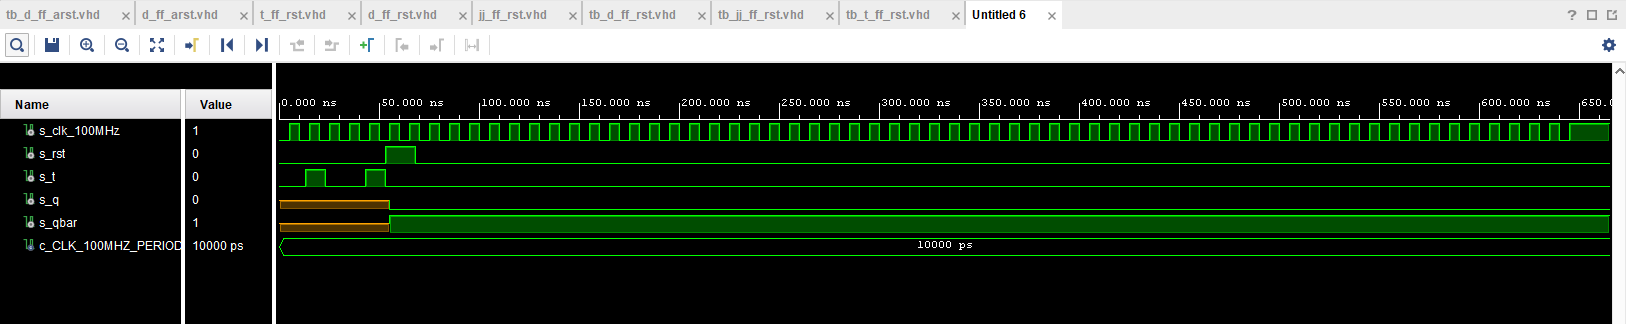 tb_d_ff_arst.vhd × d_ff_arst.vhd × t_ff_rst.vhd × d_ff_rst.vhd × jj_ff_rst.vhd × tb_d_ff_rst.vhd × tb_jj_ff_rst.vhd × tb_t_ff_rst.vhd × Untitled 6 × ?
Name Value 0.000 ns 50.000 ns 100.000 ns 150.000 ns 200.000 ns 250.000 ns 300.000 ns 350.000 ns 400.000 ns 450.000 ns 500.000 ns 550.000 ns 600.000 ns 650.0
s_clk_100MHz 1
s_rst 0
s_t 0
s_q 0
s_qbar 1
c_CLK_100MHZ_PERIOD 10000 ps 10000 ps